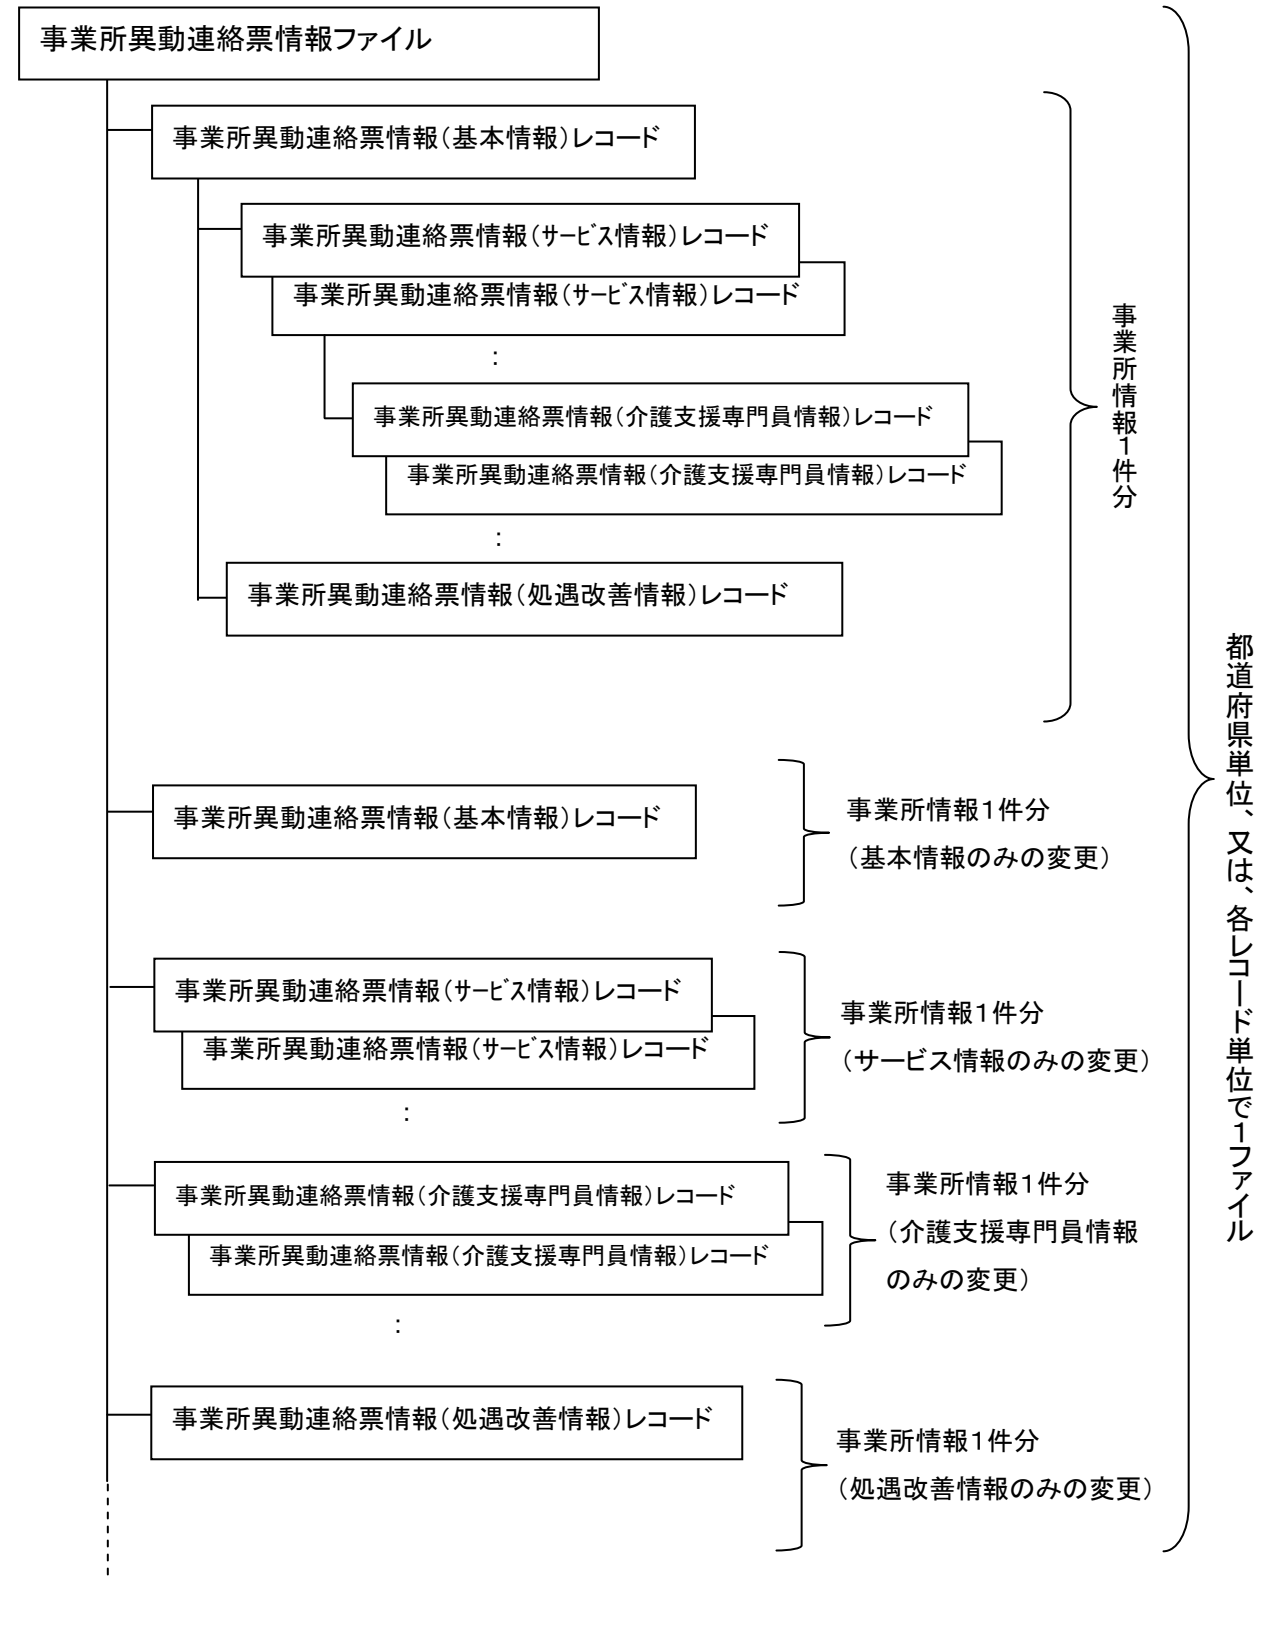 事業所異動連絡票情報ファイル
事業所異動連絡票情報(基本情報)レコード
事業所異動連絡票情報(ｻｰﾋﾞｽ情報)レコード
事業所異動連絡票情報(ｻｰﾋﾞｽ情報)レコード
:
事業所異動連絡票情報(介護支援専門員情報)レコード
事業所異動連絡票情報(介護支援専門員情報)レコード
:
事業所異動連絡票情報(処遇改善情報)レコード
事業所情報1件分
事業所異動連絡票情報(基本情報)レコード
事業所情報1件分
(基本情報のみの変更)
事業所異動連絡票情報(ｻｰﾋﾞｽ情報)レコード
事業所異動連絡票情報(ｻｰﾋﾞｽ情報)レコード
:
事業所情報1件分
(サービス情報のみの変更)
事業所異動連絡票情報(介護支援専門員情報)レコード
事業所異動連絡票情報(介護支援専門員情報)レコード
:
事業所情報1件分
(介護支援専門員情報
のみの変更)
事業所異動連絡票情報(処遇改善情報)レコード
事業所情報1件分
(処遇改善情報のみの変更)
都道府県単位、又は、各レコード単位で1ファイル